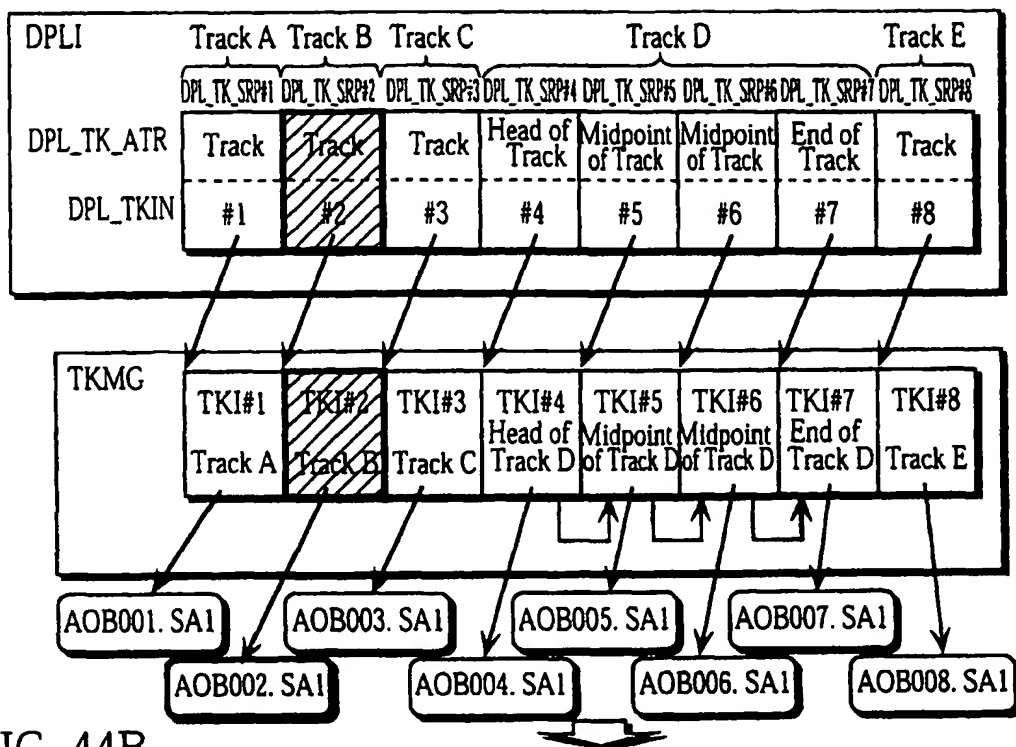 DPLI Track A Track B Track C Track D Track E
DPL_TK_SRP#1 DPL_TK_SRP#2 DPL_TK_SRP#3 DPL_TK_SRP#4 DPL_TK_SRP#5 DPL_TK_SRP#6 DPL_TK_SRP#7 DPL_TK_SRP#8
DPL_TK_ATR Track Track Track Head of Track Midpoint of Track Midpoint of Track End of Track Track
DPL_TKIN #1 #2 #3 #4 #5 #6 #7 #8
TKMG TKI#1 TKI#2 TKI#3 TKI#4 TKI#5 TKI#6 TKI#7 TKI#8
Track A Track B Track C Head of Track D Midpoint of Track D Midpoint of Track D End of Track D Track E
AOB001. SA1 AOB003. SA1 AOB005. SA1 AOB007. SA1
AOB002. SA1 AOB004. SA1 AOB006. SA1 AOB008. SA1
IG. 44B